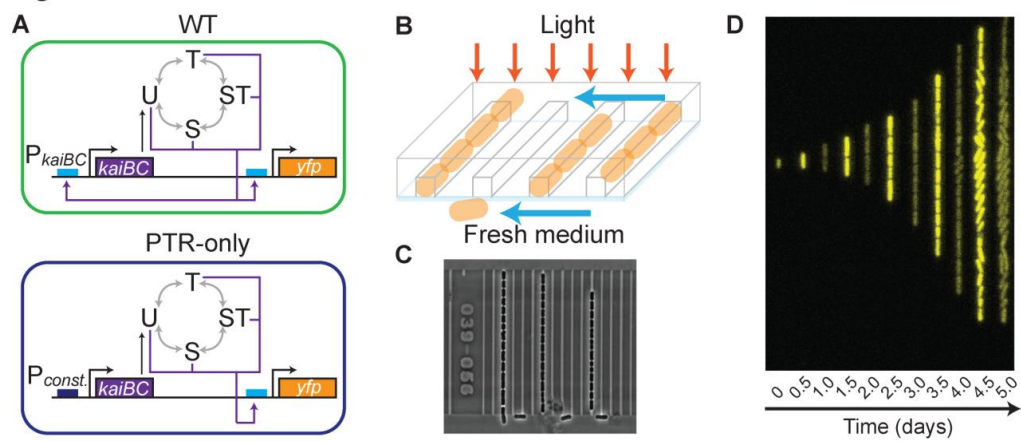 A
WT
T
U
ST
S
PkaiBC
kaiBC
yfp
PTR-only
T
U
ST
S
Pconst.
kaiBC
yfp
B
Light
Fresh medium
C
039-056
D
0 0.5 1.0 1.5 2.0 2.5 3.0 3.5 4.0 4.5 5.0
Time (days)